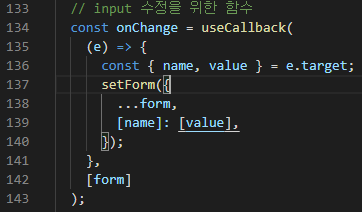 133 // input 수정을 위한 함수
134 const onChange = useCallback(
135 (e) => {
136 const { name, value } = e.target;
137 setForm({
138 ...form,
139 [name]: [value],
140 });
141 },
142 [form]
143 );